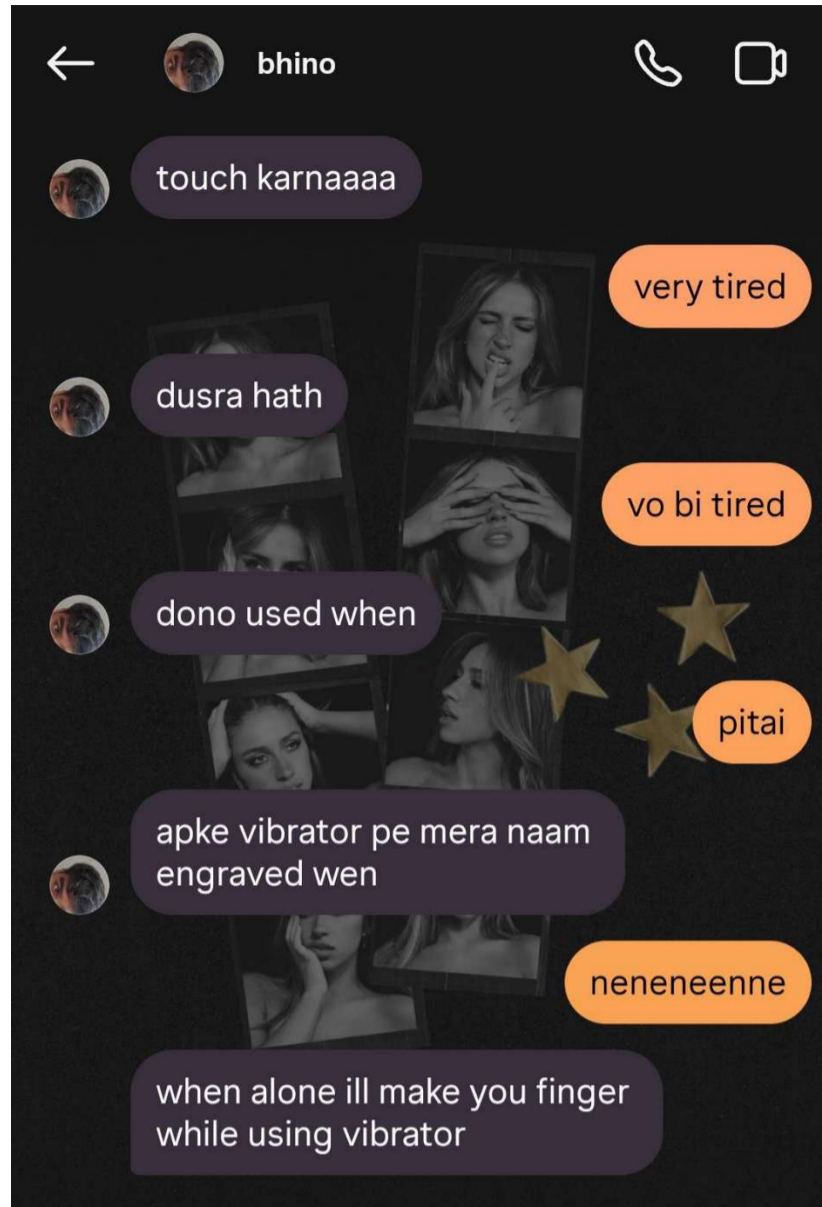 bhino
touch karnaaaa
very tired
dusra hath
vo bi tired
dono used when
pitai
apke vibrator pe mera naam
engraved wen
neneneenne
when alone ill make you finger
while using vibrator